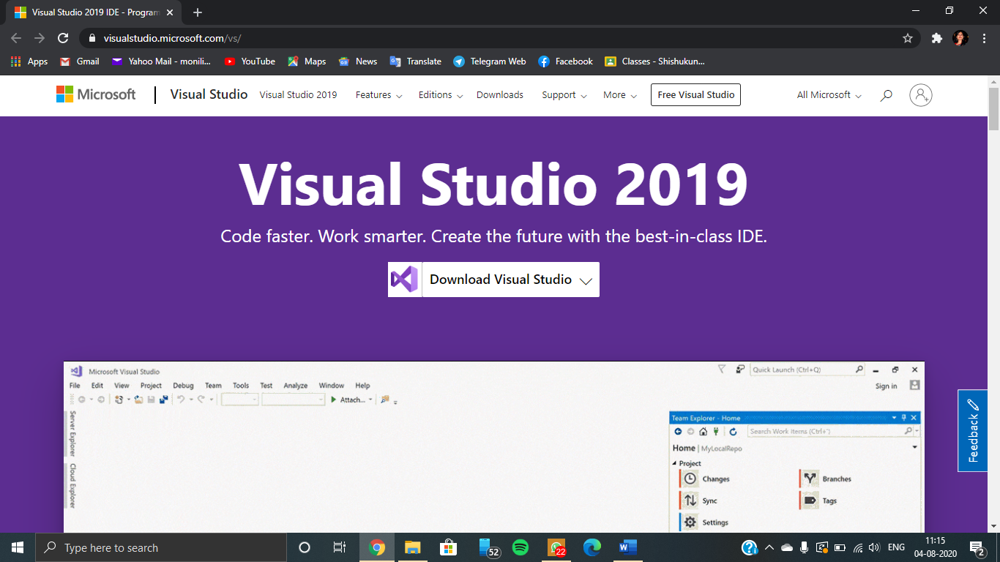 Visual Studio 2019 IDE - Program
visualstudio.microsoft.com/vs/
Apps Gmail Yahoo Mail - monili... YouTube Maps News Translate Telegram Web Facebook Classes - Shishukun...
Microsoft Visual Studio Visual Studio 2019 Features Editions Downloads Support More Free Visual Studio All Microsoft
Visual Studio 2019
Code faster. Work smarter. Create the future with the best-in-class IDE.
Download Visual Studio
Microsoft Visual Studio Quick Launch (Ctrl+Q)
File Edit View Project Debug Team Tools Test Analyze Window Help Sign in
Attach...
Server Explorer
Cloud Explorer
Team Explorer - Home
Search Work Items (Ctrl+')
Home | MyLocalRepo
Project
Changes Branches
Sync Tags
Settings
Feedback
Type here to search 52 22 ENG 11:15
04-08-2020 2